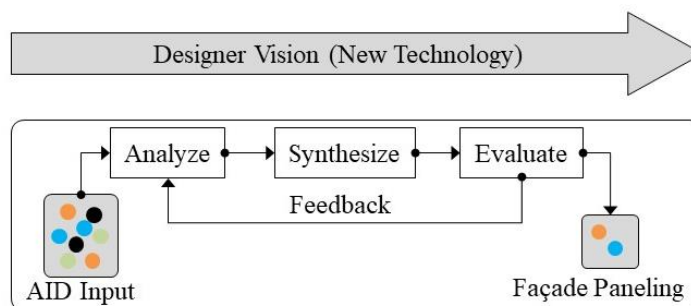 Designer Vision (New Technology)
Analyze
Synthesize
Evaluate
Feedback
AID Input
Façade Paneling